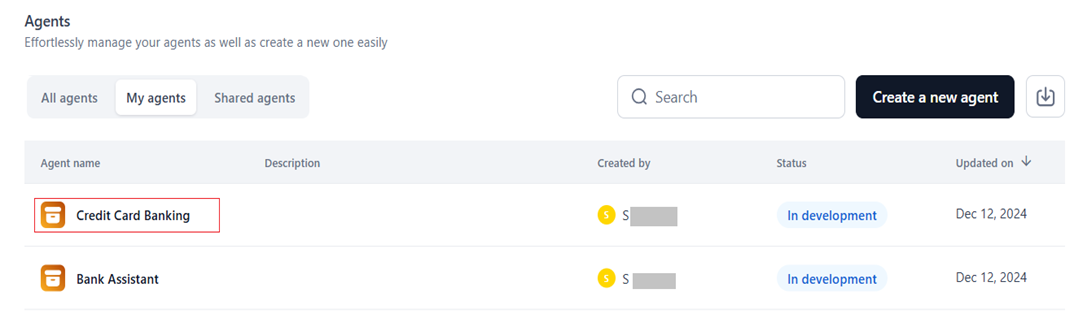 Agents
Effortlessly manage your agents as well as create a new one easily
All agents My agents Shared agents Search Create a new agent
Agent name Description Created by Status Updated on
Credit Card Banking S S In development Dec 12, 2024
Bank Assistant S S In development Dec 12, 2024